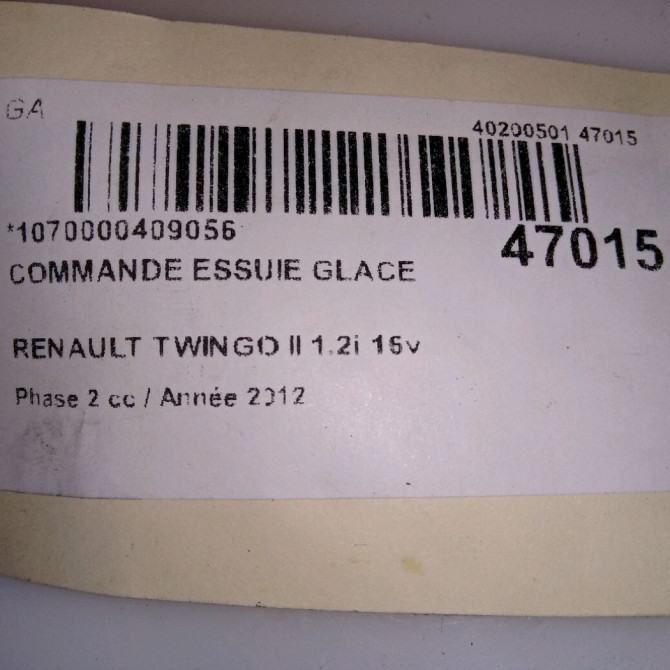 GA
40200501 47015
*1070000409056
47015
COMMANDE ESSUIE GLACE
RENAULT TWINGO II 1.2i 16v
Phase 2 cc / Année 2012